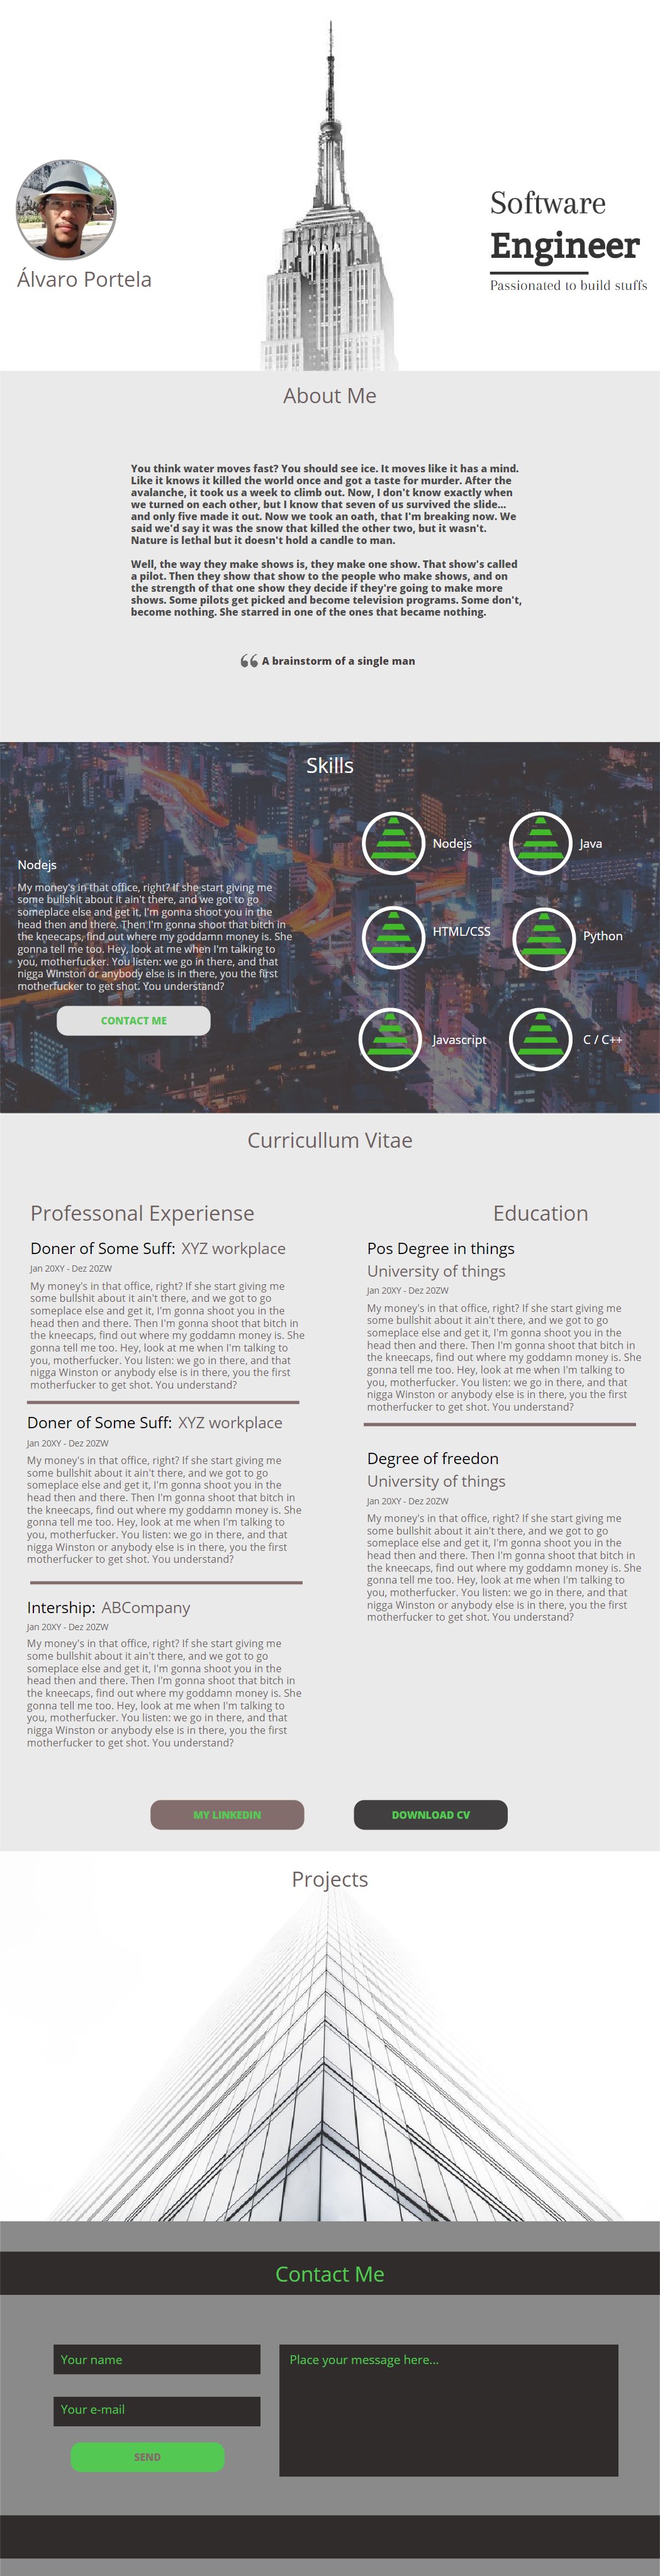 Álvaro Portela
Software
Engineer
Passionated to build stuffs
About Me
You think water moves fast? You should see ice. It moves like it has a mind.
Like it knows it killed the world once and got a taste for murder. After the
avalanche, it took us a week to climb out. Now, I don't know exactly when
we turned on each other, but I know that seven of us survived the slide...
and only five made it out. Now we took an oath, that I'm breaking now. We
said we'd say it was the snow that killed the other two, but it wasn't.
Nature is lethal but it doesn't hold a candle to man.
Well, the way they make shows is, they make one show. That show's called
a pilot. Then they show that show to the people who make shows, and on
the strength of that one show they decide if they're going to make more
shows. Some pilots get picked and become television programs. Some don't,
become nothing. She starred in one of the ones that became nothing.
“ A brainstorm of a single man
Skills
Nodejs
My money's in that office, right? If she start giving me
some bullshit about it ain't there, and we got to go
someplace else and get it, I'm gonna shoot you in the
head then and there. Then I'm gonna shoot that bitch in
the kneecaps, find out where my goddamn money is. She
gonna tell me too. Hey, look at me when I'm talking to
you, motherfucker. You listen: we go in there, and that
nigga Winston or anybody else is in there, you the first
motherfucker to get shot. You understand?
CONTACT ME
Nodejs
Java
HTML/CSS
Python
Javascript
C / C++
Curricullum Vitae
Professonal Experiense
Doner of Some Suff: XYZ workplace
Jan 20XY - Dez 20ZW
My money's in that office, right? If she start giving me
some bullshit about it ain't there, and we got to go
someplace else and get it, I'm gonna shoot you in the
head then and there. Then I'm gonna shoot that bitch in
the kneecaps, find out where my goddamn money is. She
gonna tell me too. Hey, look at me when I'm talking to
you, motherfucker. You listen: we go in there, and that
nigga Winston or anybody else is in there, you the first
motherfucker to get shot. You understand?
Doner of Some Suff: XYZ workplace
Jan 20XY - Dez 20ZW
My money's in that office, right? If she start giving me
some bullshit about it ain't there, and we got to go
someplace else and get it, I'm gonna shoot you in the
head then and there. Then I'm gonna shoot that bitch in
the kneecaps, find out where my goddamn money is. She
gonna tell me too. Hey, look at me when I'm talking to
you, motherfucker. You listen: we go in there, and that
nigga Winston or anybody else is in there, you the first
motherfucker to get shot. You understand?
Intership: ABCompany
Jan 20XY - Dez 20ZW
My money's in that office, right? If she start giving me
some bullshit about it ain't there, and we got to go
someplace else and get it, I'm gonna shoot you in the
head then and there. Then I'm gonna shoot that bitch in
the kneecaps, find out where my goddamn money is. She
gonna tell me too. Hey, look at me when I'm talking to
you, motherfucker. You listen: we go in there, and that
nigga Winston or anybody else is in there, you the first
motherfucker to get shot. You understand?
Education
Pos Degree in things
University of things
Jan 20XY - Dez 20ZW
My money's in that office, right? If she start giving me
some bullshit about it ain't there, and we got to go
someplace else and get it, I'm gonna shoot you in the
head then and there. Then I'm gonna shoot that bitch in
the kneecaps, find out where my goddamn money is. She
gonna tell me too. Hey, look at me when I'm talking to
you, motherfucker. You listen: we go in there, and that
nigga Winston or anybody else is in there, you the first
motherfucker to get shot. You understand?
Degree of freedon
University of things
Jan 20XY - Dez 20ZW
My money's in that office, right? If she start giving me
some bullshit about it ain't there, and we got to go
someplace else and get it, I'm gonna shoot you in the
head then and there. Then I'm gonna shoot that bitch in
the kneecaps, find out where my goddamn money is. She
gonna tell me too. Hey, look at me when I'm talking to
you, motherfucker. You listen: we go in there, and that
nigga Winston or anybody else is in there, you the first
motherfucker to get shot. You understand?
MY LINKEDIN
DOWNLOAD CV
Projects
Contact Me
Your name
Your e-mail
SEND
Place your message here...